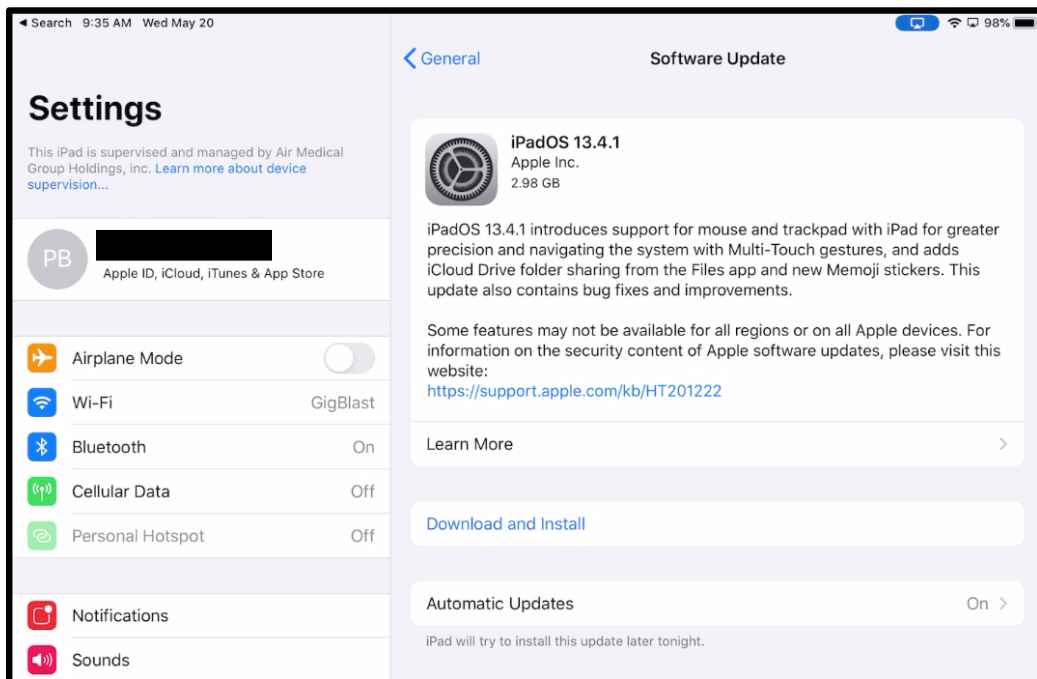 ◀ Search 9:35 AM Wed May 20
98%
Settings
This iPad is supervised and managed by Air Medical
Group Holdings, inc. Learn more about device
supervision...
PB
Apple ID, iCloud, iTunes & App Store
Airplane Mode
Wi-Fi GigBlast
Bluetooth On
Cellular Data Off
Personal Hotspot Off
Notifications
Sounds
General
Software Update
iPadOS 13.4.1
Apple Inc.
2.98 GB
iPadOS 13.4.1 introduces support for mouse and trackpad with iPad for greater
precision and navigating the system with Multi-Touch gestures, and adds
iCloud Drive folder sharing from the Files app and new Memoji stickers. This
update also contains bug fixes and improvements.
Some features may not be available for all regions or on all Apple devices. For
information on the security content of Apple software updates, please visit this
website:
https://support.apple.com/kb/HT201222
Learn More
Download and Install
Automatic Updates On
iPad will try to install this update later tonight.